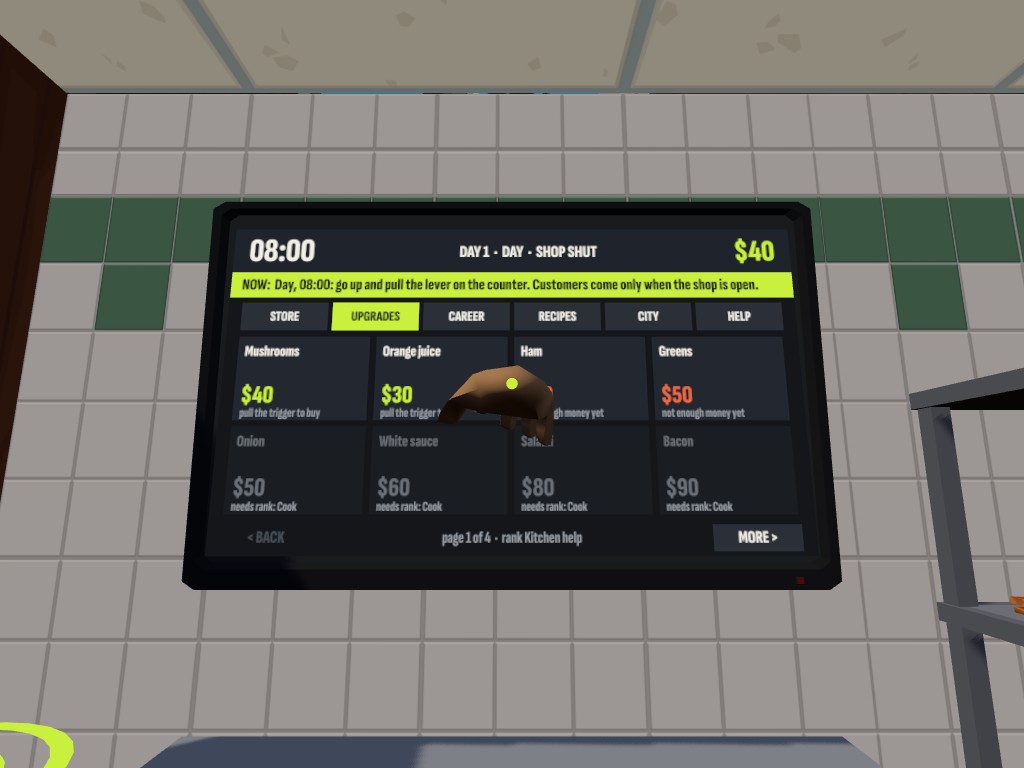 08:00
DAY 1 · DAY · SHOP SHUT
$40
NOW: Day, 08:00: go up and pull the lever on the counter. Customers come only when the shop is open.
STORE
UPGRADES
CAREER
RECIPES
CITY
HELP
Mushrooms
Orange juice
Ham
Greens
$40
$30
$50
pull the trigger to buy
pull the trigger
money yet
not enough money yet
Onion
White sauce
Bacon
$50
$60
$80
$90
needs rank: Cook
needs rank: Cook
needs rank: Cook
needs rank: Cook
< BACK
page 1 of 4 · rank Kitchen help
MORE >